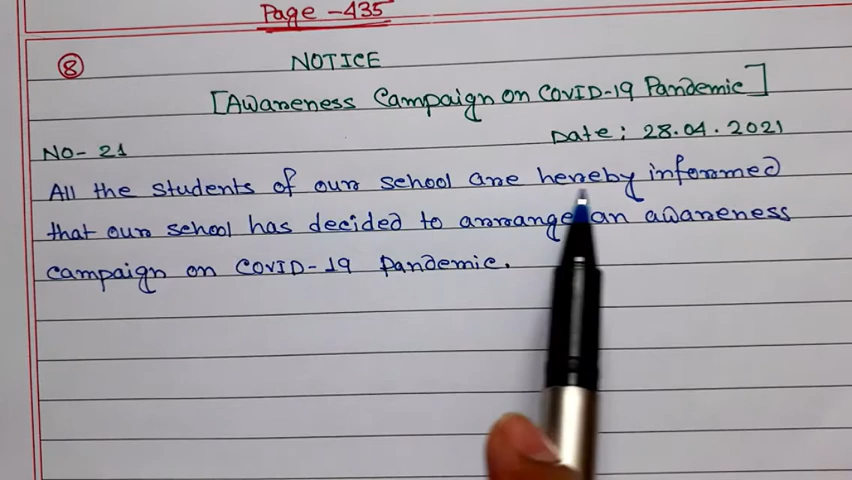 Page -435
8 NOTICE
[Awareness Campaign on COVID-19 Pandemic]
NO- 21 Date: 28.04.2021
All the students of our school are hereby informed
that our school has decided to arrange an awareness
campaign on COVID-19 pandemic.